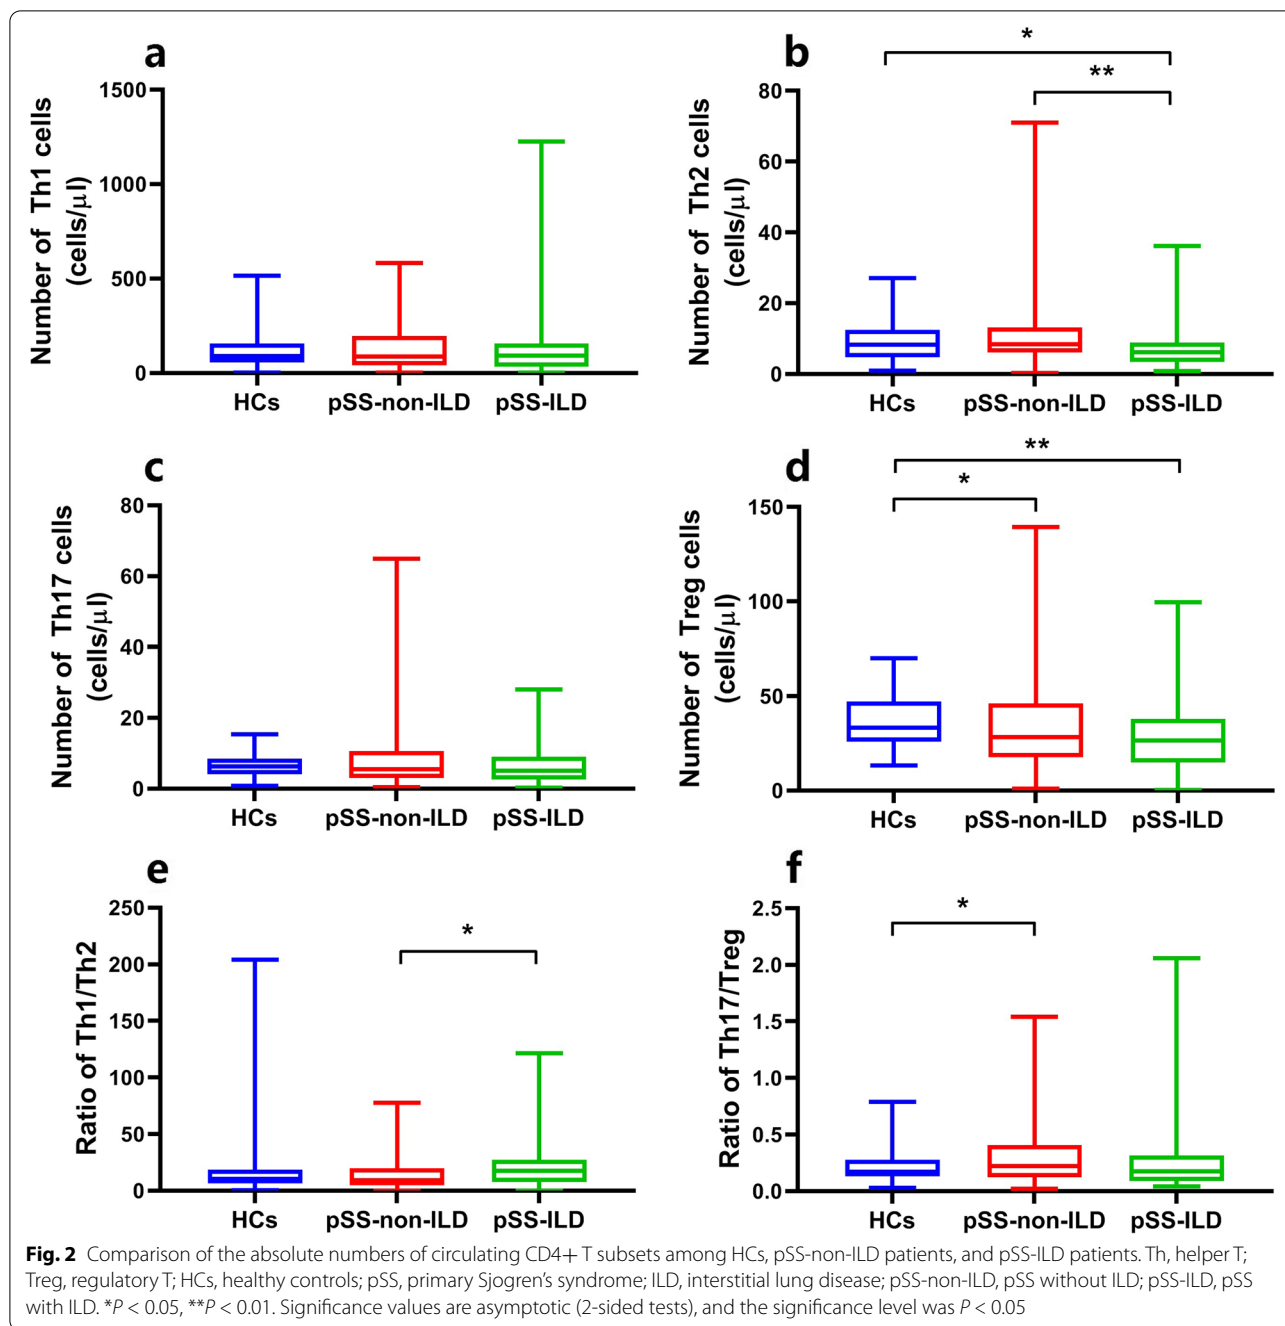 a
Number of Th1 cells
(cells/μl)
1500
1000
500
0
HCs pSS-non-ILD pSS-ILD
b
* 
**
Number of Th2 cells
(cells/μl)
80
60
40
20
0
HCs pSS-non-ILD pSS-ILD
c
Number of Th17 cells
(cells/μl)
80
60
40
20
0
HCs pSS-non-ILD pSS-ILD
d
**
*
Number of Treg cells
(cells/μl)
150
100
50
0
HCs pSS-non-ILD pSS-ILD
e
*
Ratio of Th1/Th2
250
200
150
100
50
0
HCs pSS-non-ILD pSS-ILD
f
*
Ratio of Th17/Treg
2.5
2.0
1.5
1.0
0.5
0.0
HCs pSS-non-ILD pSS-ILD
Fig. 2 Comparison of the absolute numbers of circulating CD4+ T subsets among HCs, pSS-non-ILD patients, and pSS-ILD patients. Th, helper T;
Treg, regulatory T; HCs, healthy controls; pSS, primary Sjogren's syndrome; ILD, interstitial lung disease; pSS-non-ILD, pSS without ILD; pSS-ILD, pSS
with ILD. *P < 0.05, **P < 0.01. Significance values are asymptotic (2-sided tests), and the significance level was P < 0.05